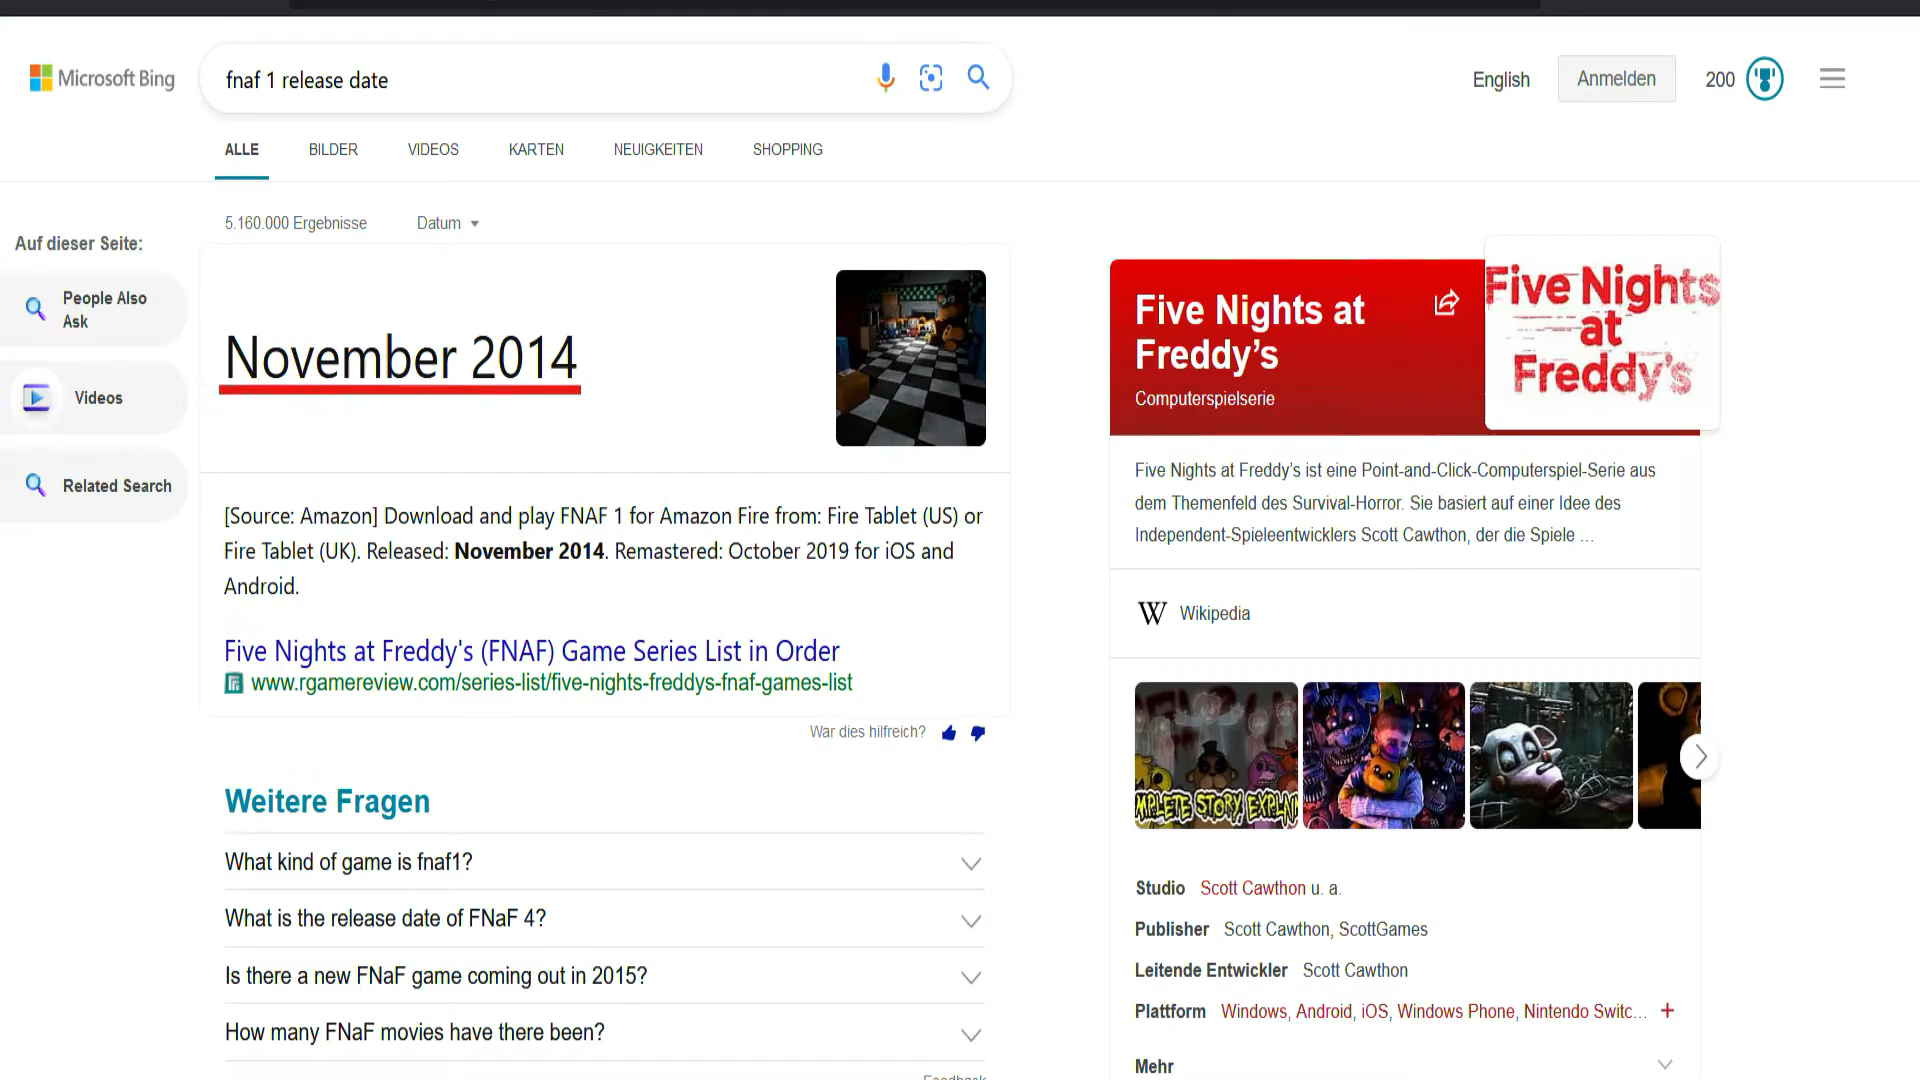 Microsoft Bing
fnaf 1 release date
English
Anmelden
200
ALLE
BILDER
VIDEOS
KARTEN
NEUIGKEITEN
SHOPPING
5.160.000 Ergebnisse
Datum
Auf dieser Seite:
People Also
Ask
Videos
Related Search
November 2014
[Source: Amazon] Download and play FNAF 1 for Amazon Fire from: Fire Tablet (US) or
Fire Tablet (UK). Released: November 2014. Remastered: October 2019 for iOS and
Android.
Five Nights at Freddy's (FNAF) Game Series List in Order
www.rgamereview.com/series-list/five-nights-freddys-fnaf-games-list
War dies hilfreich?
Weitere Fragen
What kind of game is fnaf1?
What is the release date of FNaF 4?
Is there a new FNaF game coming out in 2015?
How many FNaF movies have there been?
Feedback
Five Nights at
Freddy’s
Computerspielserie
Five Nights
at
Freddy's
Five Nights at Freddy’s ist eine Point-and-Click-Computerspiel-Serie aus
dem Themenfeld des Survival-Horror. Sie basiert auf einer Idee des
Independent-Spieleentwicklers Scott Cawthon, der die Spiele ...
W Wikipedia
MPLETE STORY EXPLAIN
Studio Scott Cawthon u. a.
Publisher Scott Cawthon, ScottGames
Leitende Entwickler Scott Cawthon
Plattform Windows, Android, iOS, Windows Phone, Nintendo Switc... +
Mehr